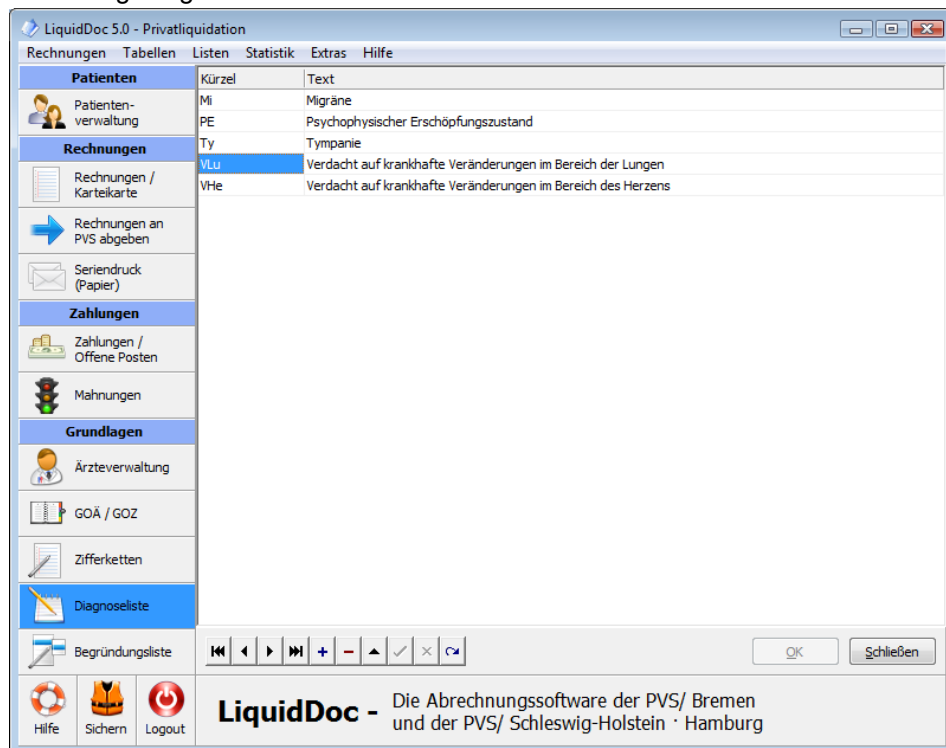 LiquidDoc 5.0 - Privatliquidation
Rechnungen Tabellen Listen Statistik Extras Hilfe
Patienten
Patienten-
verwaltung
Rechnungen
Rechnungen /
Karteikarte
Rechnungen an
PVS abgeben
Seriendruck
(Papier)
Zahlungen
Zahlungen /
Offene Posten
Mahnungen
Grundlagen
Ärzteverwaltung
GOÄ / GOZ
Zifferketten
Diagnoseliste
Begründungsliste
Hilfe Sichern Logout
Kürzel Text
Mi Migräne
PE Psychophysischer Erschöpfungszustand
Ty Tympanie
VLu Verdacht auf krankhafte Veränderungen im Bereich der Lungen
VHe Verdacht auf krankhafte Veränderungen im Bereich des Herzens
OK Schließen
LiquidDoc - Die Abrechnungssoftware der PVS/ Bremen
und der PVS/ Schleswig-Holstein · Hamburg